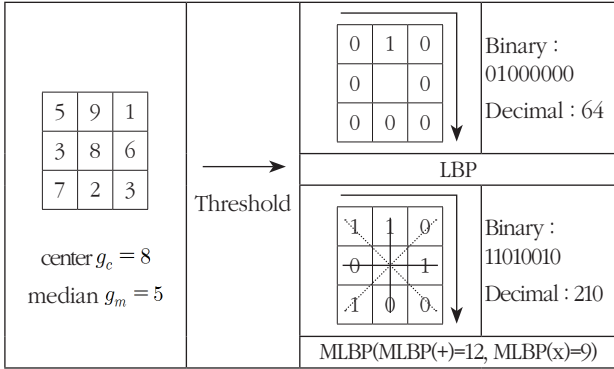 5 9 1
3 8 6
7 2 3
center g_c = 8
median g_m = 5
Threshold
0 1 0
0 0
0 0 0
Binary :
01000000
Decimal : 64
LBP
1 1 0
0 1
1 0 0
Binary :
11010010
Decimal : 210
MLBP(MLBP(+)=12, MLBP(x)=9)